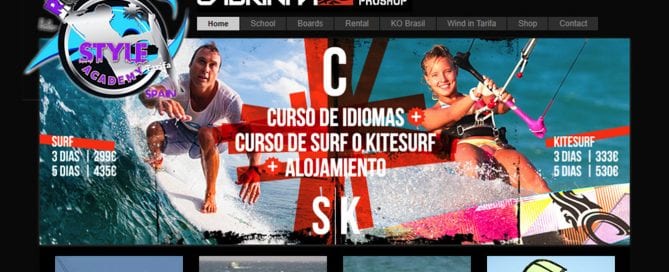 PROSHOP
Home School Boards Rental KO Brasil Wind in Tarifa Shop Contact
STYLE
ACADEMY
Tarifa
SPAIN
C
CURSO DE IDIOMAS +
CURSO DE SURF O KITESURF
+ ALOJAMIENTO
S K
SURF
3 DIAS | 299€
5 DIAS | 435€
KITESURF
3 DIAS | 333€
5 DIAS | 530€